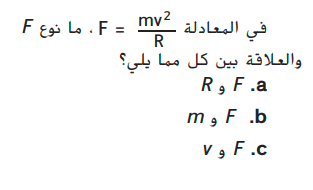 في المعادلة F = mv²/R ، ما نوع F
والعلاقة بين كل مما يلي؟
a. F و R
b. F و m
c. F و v